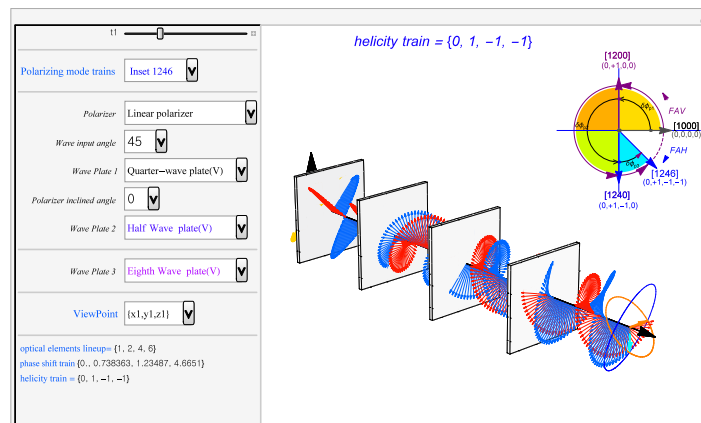 t1
Polarizing mode trains Inset 1246
Polarizer Linear polarizer
Wave input angle 45
Wave Plate 1 Quarter-wave plate(V)
Polarizer inclined angle 0
Wave Plate 2 Half Wave plate(V)
Wave Plate 3 Eighth Wave plate(V)
ViewPoint {x1,y1,z1}
optical elements lineup= {1, 2, 4, 6}
phase shift train {0., 0.738363, 1.23487, 4.6651}
helicity train = {0, 1, -1, -1}
helicity train = {0, 1, -1, -1}
[1200]
(0,+1,0,0)
FAV
[1000]
(0,0,0,0)
FAH
[1246]
(0,+1,-1,-1)
[1240]
(0,+1,-1,0)